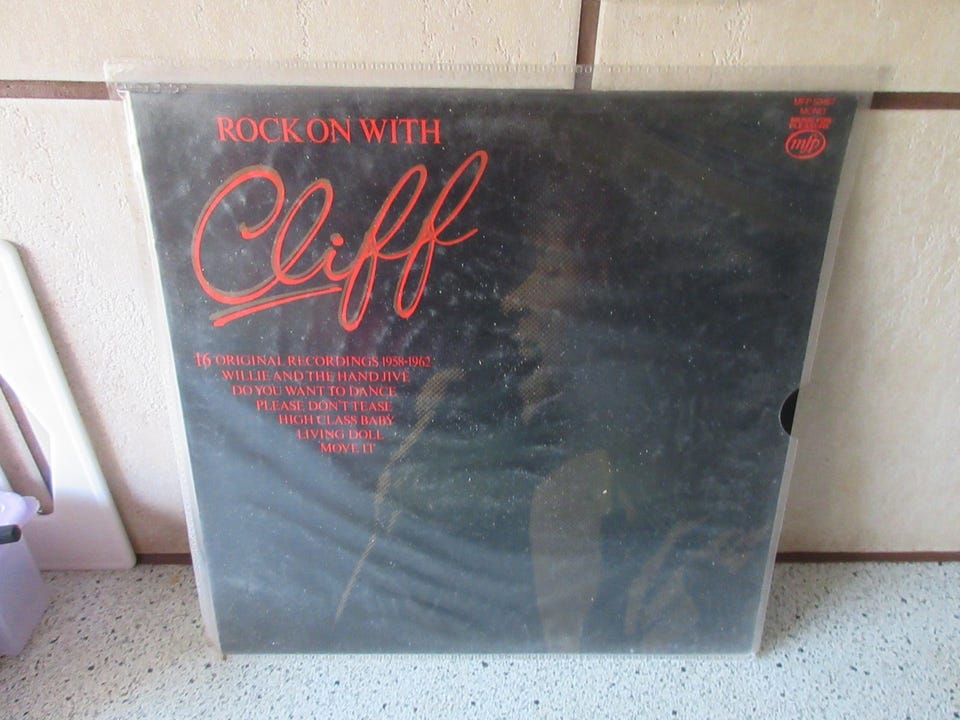 ROCK ON WITH
Cliff
16 ORIGINAL RECORDINGS 1958-1962
WILLIE AND THE HAND JIVE
DO YOU WANT TO DANCE
PLEASE DON'T TEASE
HIGH CLASS BABY
LIVING DOLL
MOVE IT
MONO
mfp